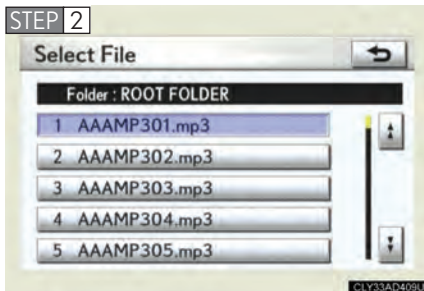 STEP 2
Select File
Folder : ROOT FOLDER
1 AAAMP301.mp3
2 AAAMP302.mp3
3 AAAMP303.mp3
4 AAAMP304.mp3
5 AAAMP305.mp3
CLY33AD409U